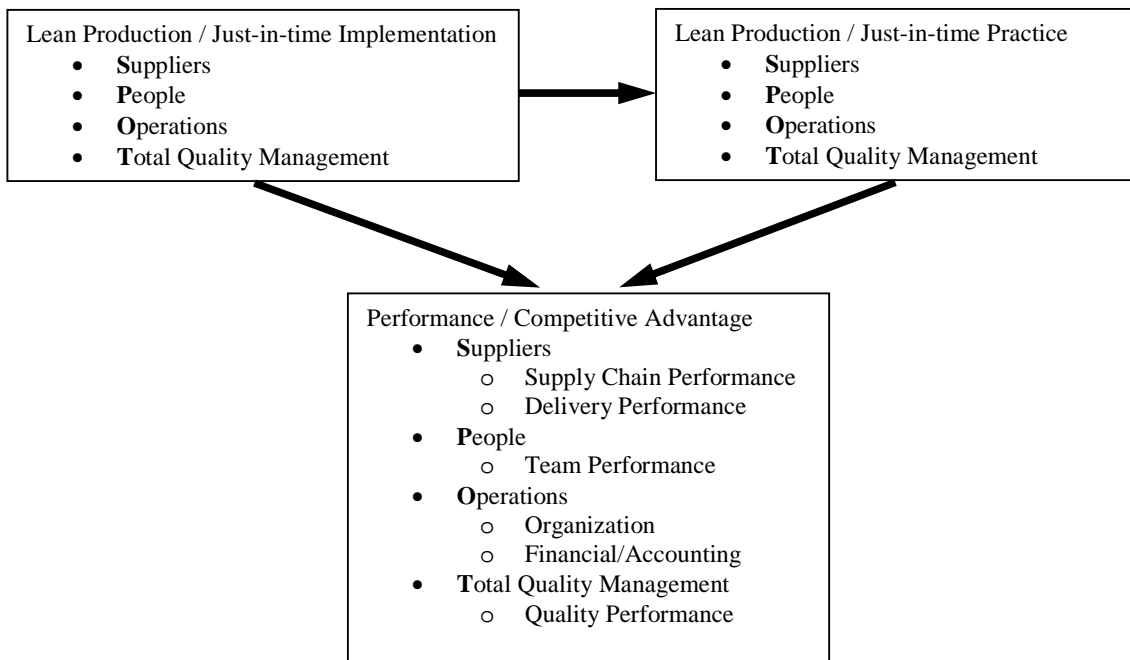 Lean Production / Just-in-time Implementation
• Suppliers
• People
• Operations
• Total Quality Management
Lean Production / Just-in-time Practice
• Suppliers
• People
• Operations
• Total Quality Management
Performance / Competitive Advantage
• Suppliers
o Supply Chain Performance
o Delivery Performance
• People
o Team Performance
• Operations
o Organization
o Financial/Accounting
• Total Quality Management
o Quality Performance